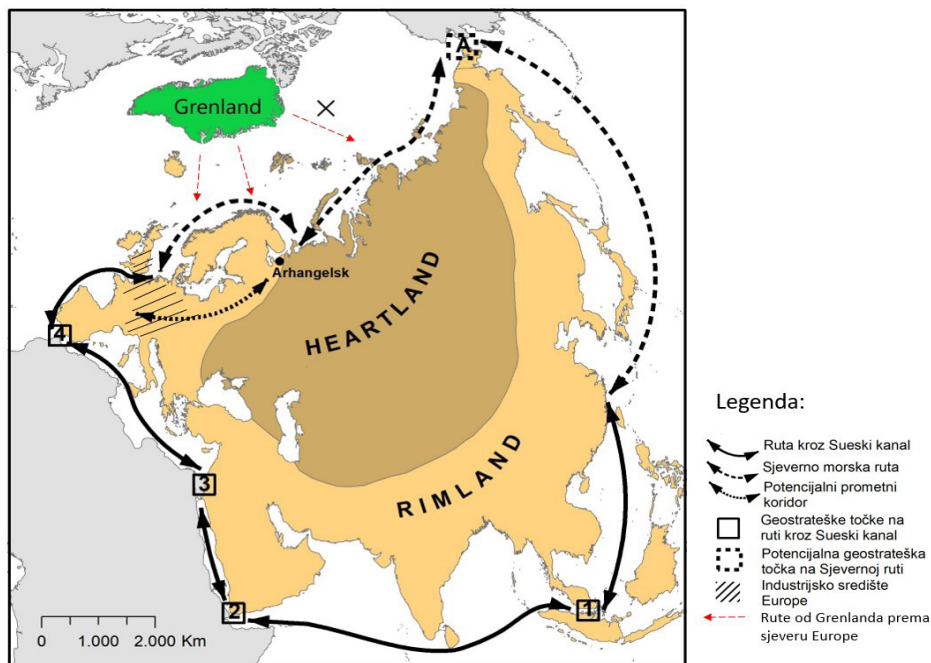 A
Grenland
Arhangelsk
HEARTLAND
4
3
RIMLAND
2
1
0 1.000 2.000 Km
Legenda:
Ruta kroz Sueski kanal
Sjeverno morska ruta
Potencijalni prometni
koridor
Geostrateške točke na
ruti kroz Sueski kanal
Potencijalna geostrateška
točka na Sjevernoj ruti
Industrijsko središte
Europe
Rute od Grenlanda prema
sjeveru Europe